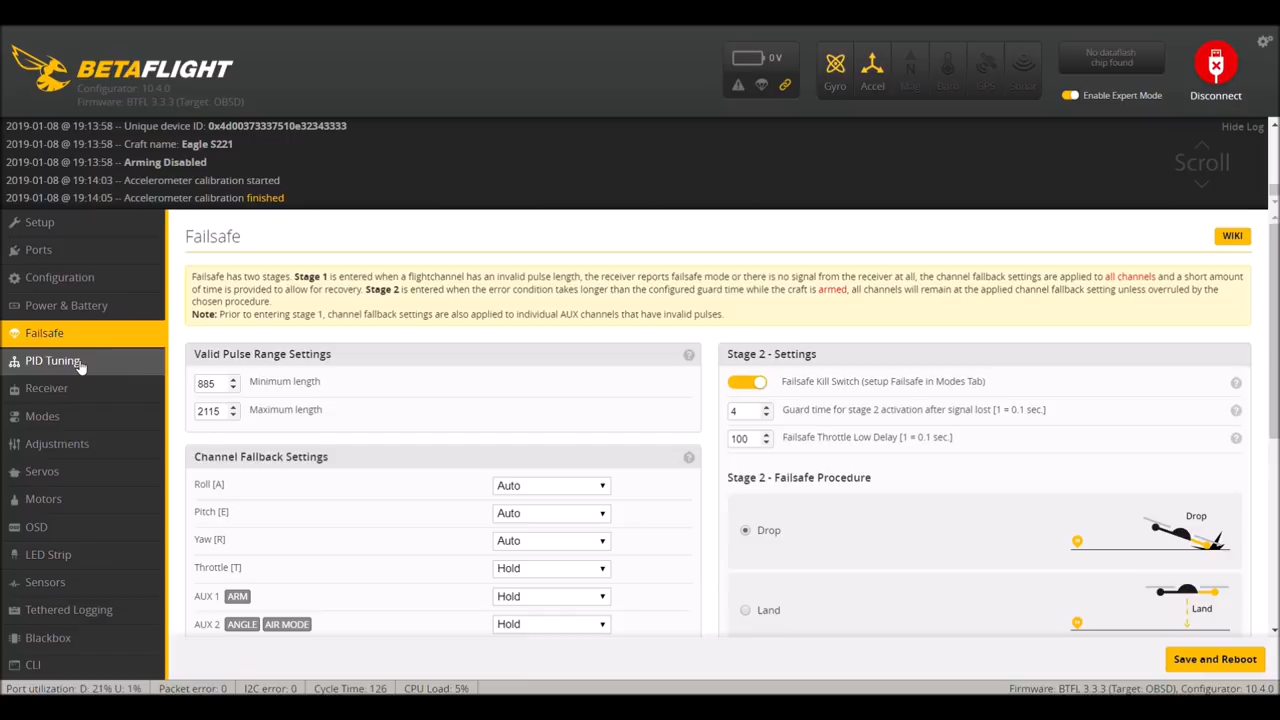 BETAFLIGHT
Configurator: 10.4.0
Firmware: BTFL 3.3.3 (Target: OBSD)
0 V
Gyro
Accel
Mag
Baro
GPS
Sonar
No dataflash
chip found
Enable Expert Mode
Disconnect
2019-01-08 @ 19:13:58 -- Unique device ID: 0x4d00373337510e32343333
2019-01-08 @ 19:13:58 -- Craft name: Eagle S221
2019-01-08 @ 19:13:58 -- Arming Disabled
2019-01-08 @ 19:14:03 -- Accelerometer calibration started
2019-01-08 @ 19:14:05 -- Accelerometer calibration finished
Hide Log
Scroll
Setup
Ports
Configuration
Power & Battery
Failsafe
PID Tuning
Receiver
Modes
Adjustments
Servos
Motors
OSD
LED Strip
Sensors
Tethered Logging
Blackbox
CLI
Failsafe
WIKI
Failsafe has two stages. Stage 1 is entered when a flightchannel has an invalid pulse length, the receiver reports failsafe mode or there is no signal from the receiver at all, the channel fallback settings are applied to all channels and a short amount
of time is provided to allow for recovery. Stage 2 is entered when the error condition takes longer than the configured guard time while the craft is armed, all channels will remain at the applied channel fallback setting unless overruled by the
chosen procedure.
Note: Prior to entering stage 1, channel fallback settings are also applied to individual AUX channels that have invalid pulses.
Valid Pulse Range Settings
885 Minimum length
2115 Maximum length
Channel Fallback Settings
Roll [A] Auto
Pitch [E] Auto
Yaw [R] Auto
Throttle [T] Hold
AUX 1 ARM Hold
AUX 2 ANGLE AIR MODE Hold
Stage 2 - Settings
Failsafe Kill Switch (setup Failsafe in Modes Tab)
4 Guard time for stage 2 activation after signal lost [1 = 0.1 sec.]
100 Failsafe Throttle Low Delay [1 = 0.1 sec.]
Stage 2 - Failsafe Procedure
Drop
Drop
Land
Land
Save and Reboot
Port utilization: D: 21% U: 1% Packet error: 0 I2C error: 0 Cycle Time: 126 CPU Load: 5% Firmware: BTFL 3.3.3 (Target: OBSD), Configurator: 10.4.0